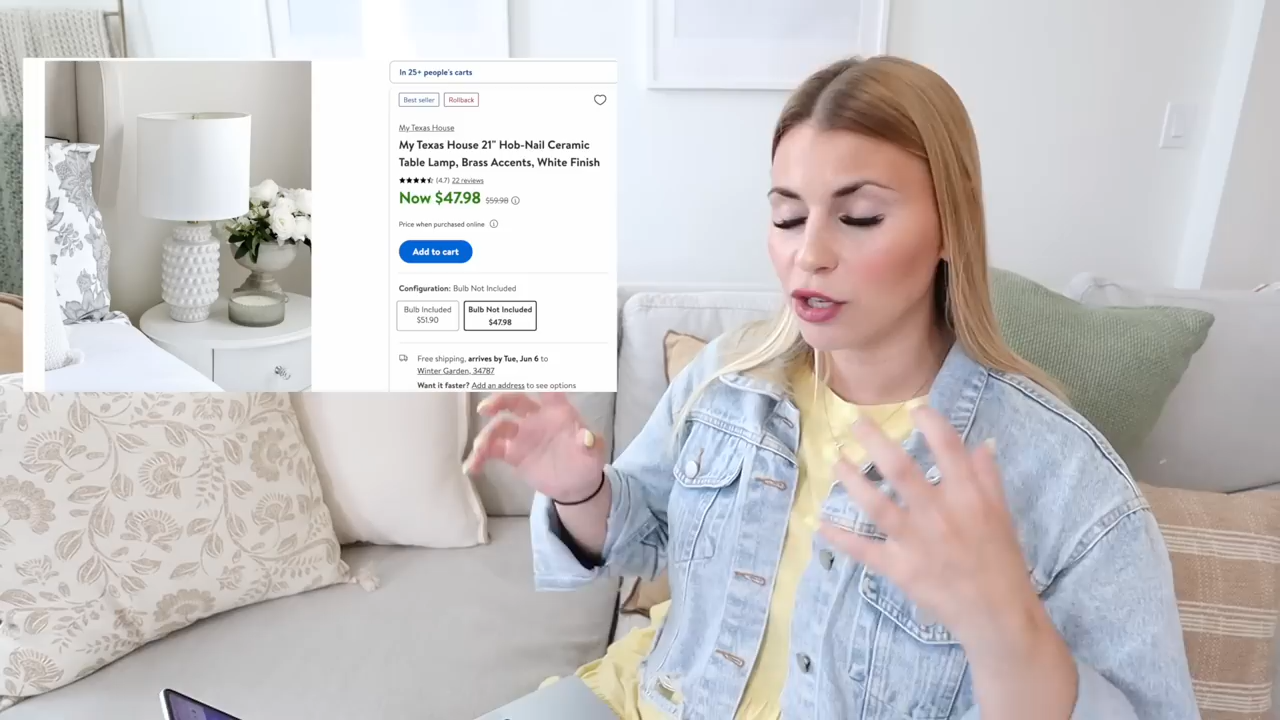 In 25+ people's carts
Best seller
Rollback
My Texas House
My Texas House 21" Hob-Nail Ceramic
Table Lamp, Brass Accents, White Finish
(4.7) 22 reviews
Now $47.98 $59.98
Price when purchased online
Add to cart
Configuration: Bulb Not Included
Bulb Included
$51.90
Bulb Not Included
$47.98
Free shipping, arrives by Tue, Jun 6 to
Winter Garden, 34787
Want it faster? Add an address to see options